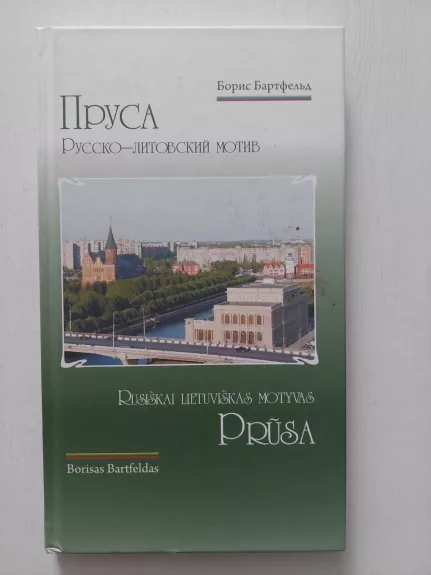 Борис Бартфельд
Пруса
Русско-литовский мотив
Rusiškai lietuviškas motyvas
Prūsa
Borisas Bartfeldas